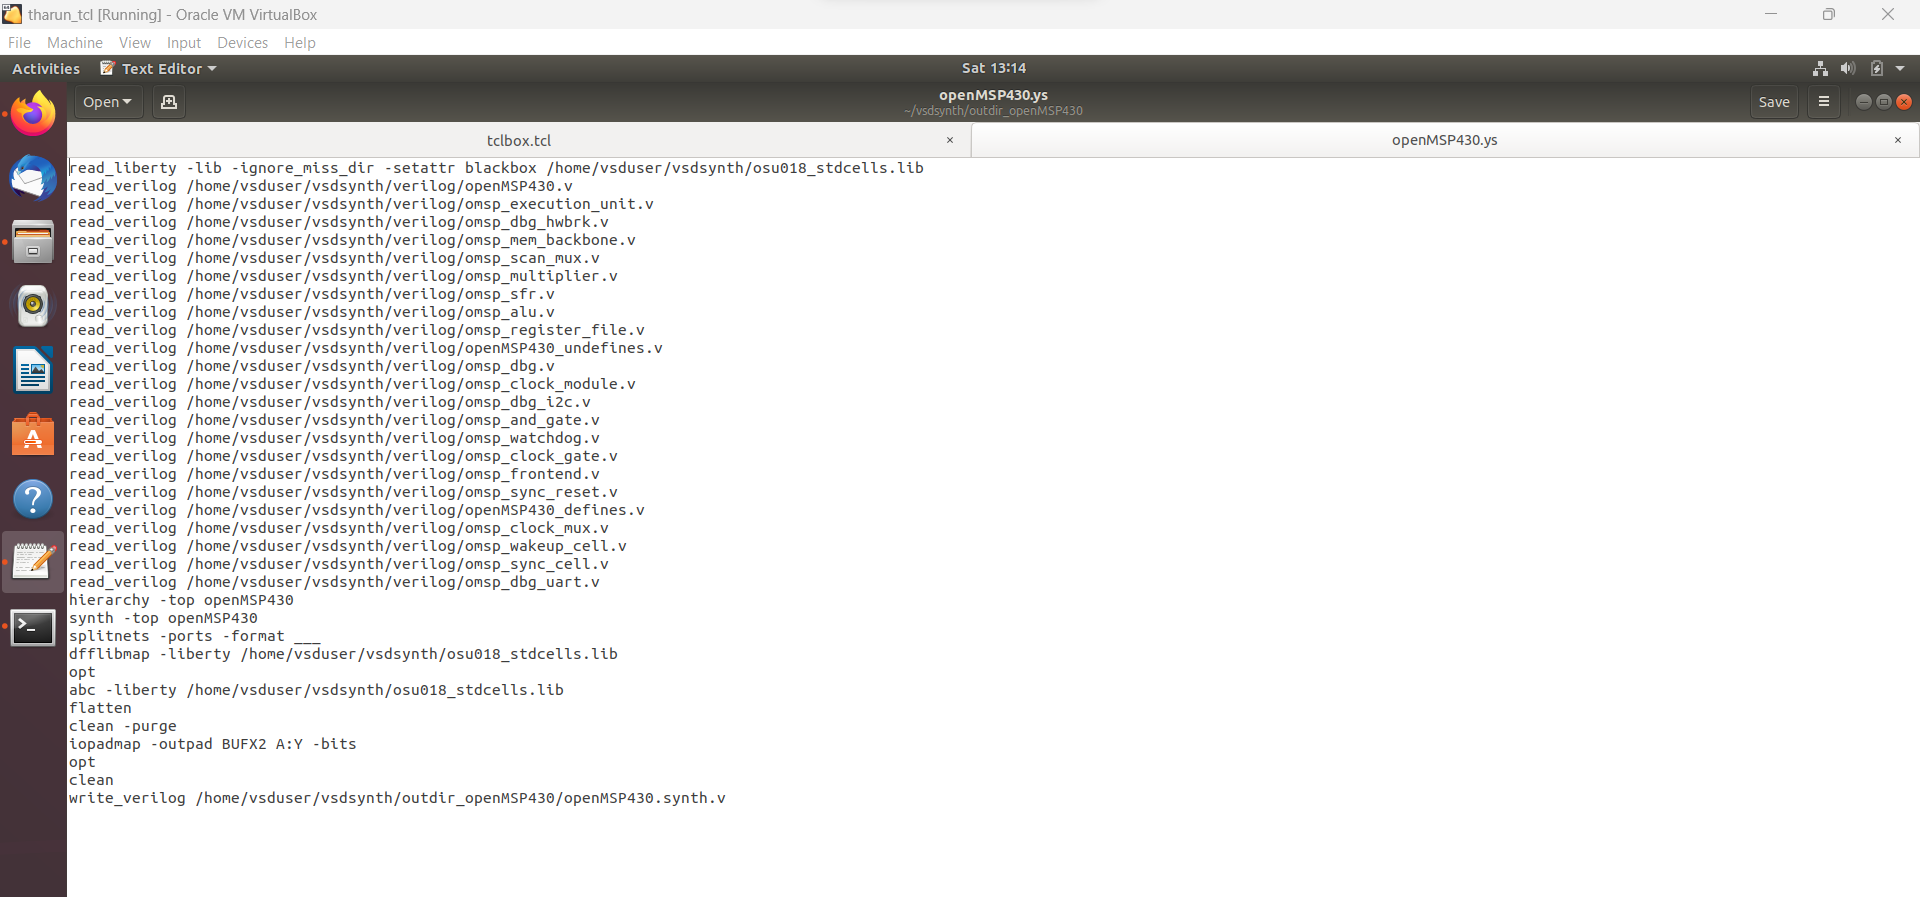 tharun_tcl [Running] - Oracle VM VirtualBox
File Machine View Input Devices Help
Activities Text Editor Sat 13:14
Open openMSP430.ys Save
~/vsdsynth/outdir_openMSP430
tclbox.tcl × openMSP430.ys ×
read_liberty -lib -ignore_miss_dir -setattr blackbox /home/vsduser/vsdsynth/osu018_stdcells.lib
read_verilog /home/vsduser/vsdsynth/verilog/openMSP430.v
read_verilog /home/vsduser/vsdsynth/verilog/omsp_execution_unit.v
read_verilog /home/vsduser/vsdsynth/verilog/omsp_dbg_hwbrk.v
read_verilog /home/vsduser/vsdsynth/verilog/omsp_mem_backbone.v
read_verilog /home/vsduser/vsdsynth/verilog/omsp_scan_mux.v
read_verilog /home/vsduser/vsdsynth/verilog/omsp_multiplier.v
read_verilog /home/vsduser/vsdsynth/verilog/omsp_sfr.v
read_verilog /home/vsduser/vsdsynth/verilog/omsp_alu.v
read_verilog /home/vsduser/vsdsynth/verilog/omsp_register_file.v
read_verilog /home/vsduser/vsdsynth/verilog/openMSP430_undefines.v
read_verilog /home/vsduser/vsdsynth/verilog/omsp_dbg.v
read_verilog /home/vsduser/vsdsynth/verilog/omsp_clock_module.v
read_verilog /home/vsduser/vsdsynth/verilog/omsp_dbg_i2c.v
read_verilog /home/vsduser/vsdsynth/verilog/omsp_and_gate.v
read_verilog /home/vsduser/vsdsynth/verilog/omsp_watchdog.v
read_verilog /home/vsduser/vsdsynth/verilog/omsp_clock_gate.v
read_verilog /home/vsduser/vsdsynth/verilog/omsp_frontend.v
read_verilog /home/vsduser/vsdsynth/verilog/omsp_sync_reset.v
read_verilog /home/vsduser/vsdsynth/verilog/openMSP430_defines.v
read_verilog /home/vsduser/vsdsynth/verilog/omsp_clock_mux.v
read_verilog /home/vsduser/vsdsynth/verilog/omsp_wakeup_cell.v
read_verilog /home/vsduser/vsdsynth/verilog/omsp_sync_cell.v
read_verilog /home/vsduser/vsdsynth/verilog/omsp_dbg_uart.v
hierarchy -top openMSP430
synth -top openMSP430
splitnets -ports -format ___
dfflibmap -liberty /home/vsduser/vsdsynth/osu018_stdcells.lib
opt
abc -liberty /home/vsduser/vsdsynth/osu018_stdcells.lib
flatten
clean -purge
iopadmap -outpad BUFX2 A:Y -bits
opt
clean
write_verilog /home/vsduser/vsdsynth/outdir_openMSP430/openMSP430.synth.v